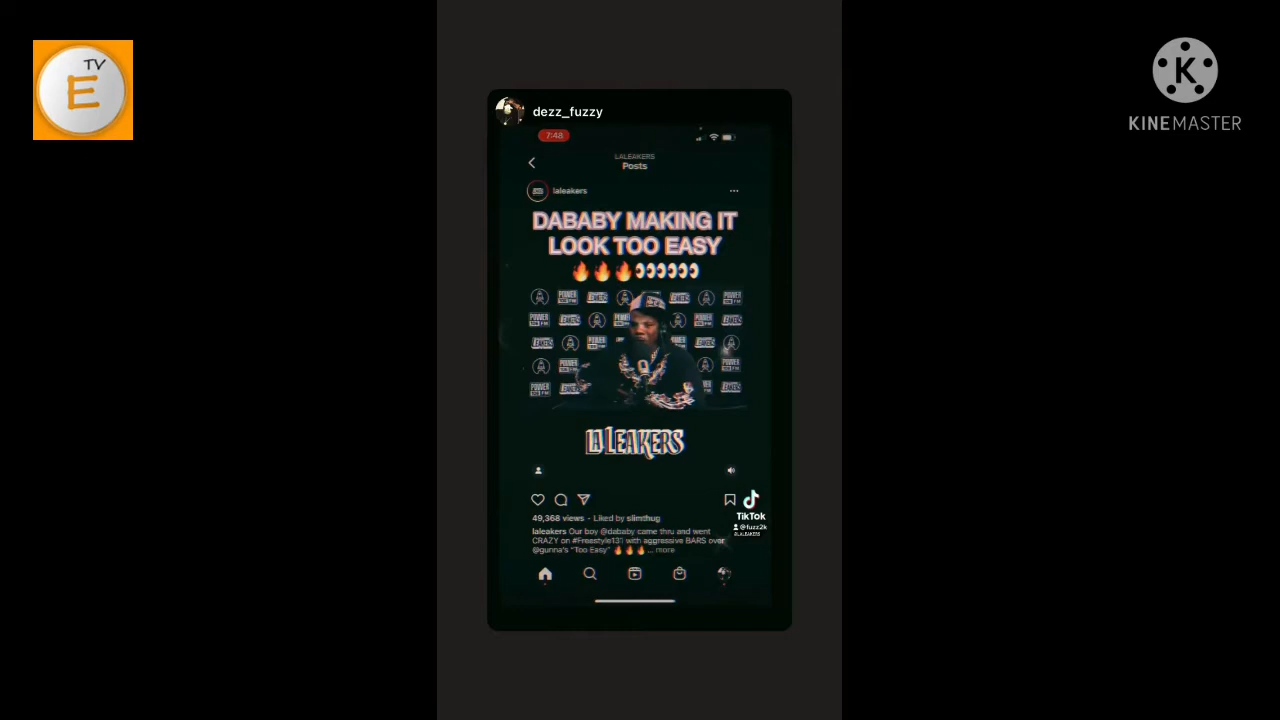 TV
E
K
KINEMASTER
dezz_fuzzy
7:48
LALEAKERS
Posts
laleakers
DABABY MAKING IT
LOOK TOO EASY
🔥🔥🔥👀👀👀
LA LEAKERS
49,368 views - Liked by slimthug
laleakers Our boy @dababy came thru and went
CRAZY on #Freestyle131 with aggressive BARS over
@gunna's "Too Easy" 🔥🔥🔥 ... more
TikTok
@fuzz2k